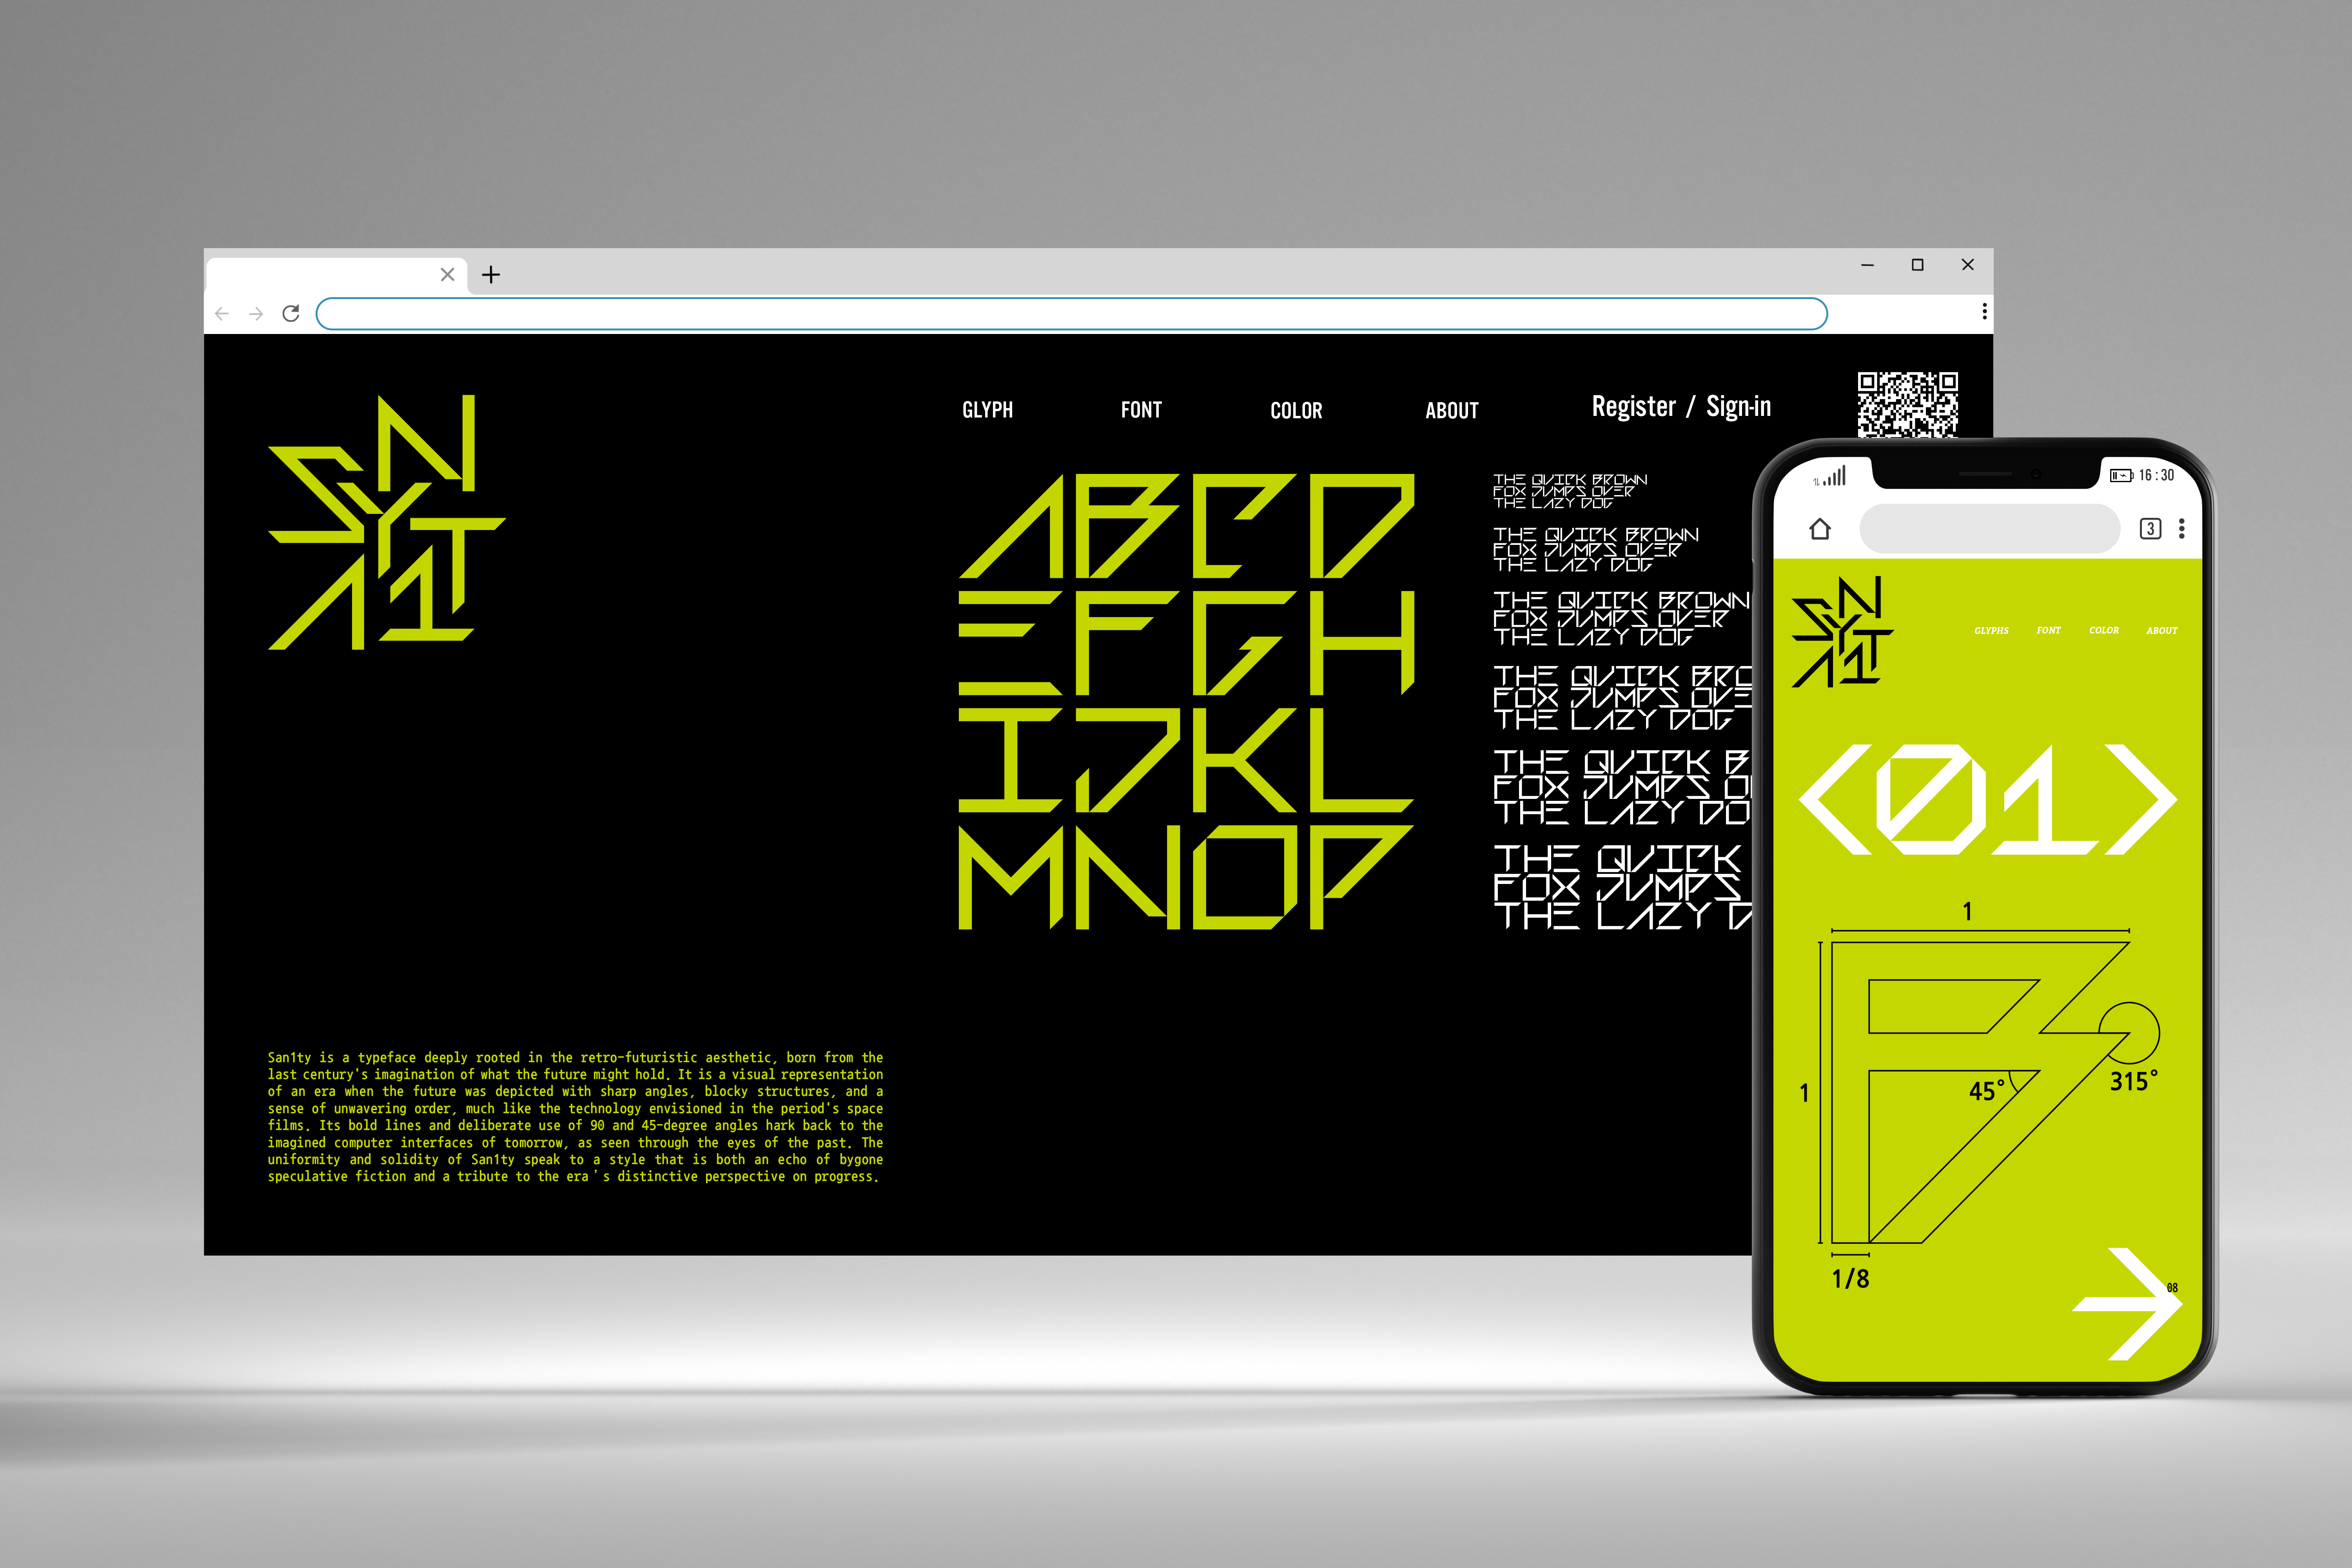 SAN1TY
GLYPH FONT COLOR ABOUT Register / Sign-in
ABCD
EFGH
IJKL
MNOP
THE QUICK BROWN
FOX JUMPS OVER
THE LAZY DOG
THE QUICK BROWN
FOX JUMPS OVER
THE LAZY DOG
THE QUICK BROWN
FOX JUMPS OVER
THE LAZY DOG
THE QUICK BRO
FOX JUMPS OVE
THE LAZY DOG
THE QUICK B
FOX JUMPS O
THE LAZY DO
THE QUICK
FOX JUMPS
THE LAZY D
San1ty is a typeface deeply rooted in the retro-futuristic aesthetic, born from the
last century's imagination of what the future might hold. It is a visual representation
of an era when the future was depicted with sharp angles, blocky structures, and a
sense of unwavering order, much like the technology envisioned in the period's space
films. Its bold lines and deliberate use of 90 and 45-degree angles hark back to the
imagined computer interfaces of tomorrow, as seen through the eyes of the past. The
uniformity and solidity of San1ty speak to a style that is both an echo of bygone
speculative fiction and a tribute to the era's distinctive perspective on progress.
16:30
3
SAN1TY
GLYPHS FONT COLOR ABOUT
<01>
1
B
1
45°
315°
1/8
08